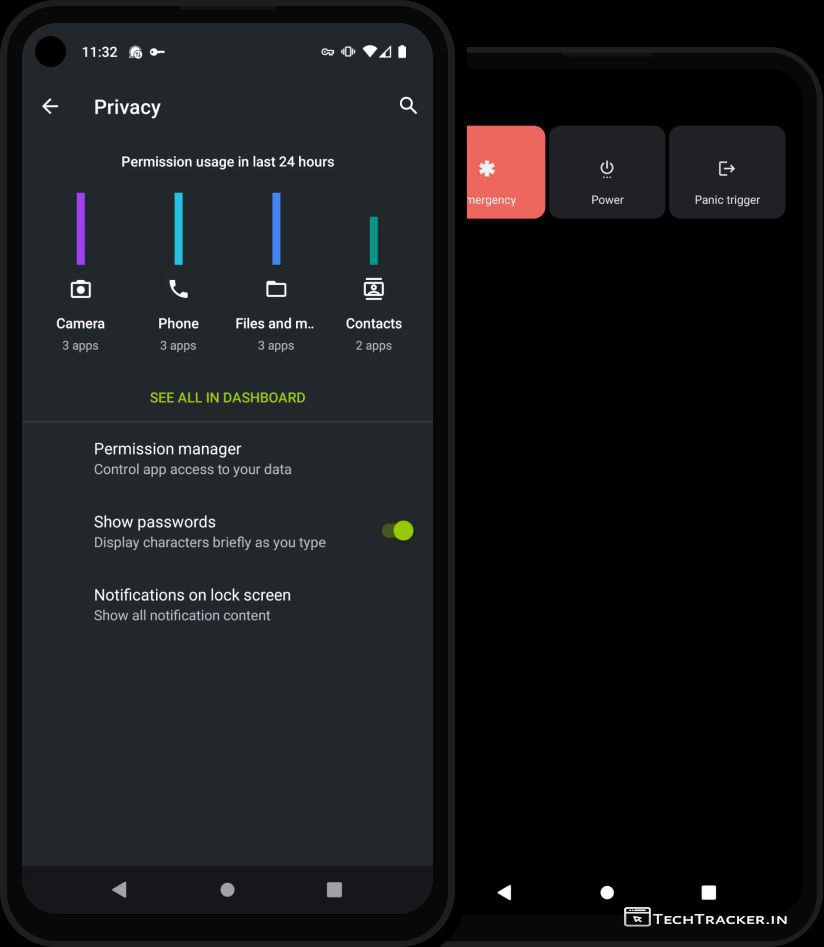 11:32
Privacy
Permission usage in last 24 hours
Camera
3 apps
Phone
3 apps
Files and m..
3 apps
Contacts
2 apps
SEE ALL IN DASHBOARD
Permission manager
Control app access to your data
Show passwords
Display characters briefly as you type
Notifications on lock screen
Show all notification content
mergency
Power
Panic trigger
TECHTRACKER.IN